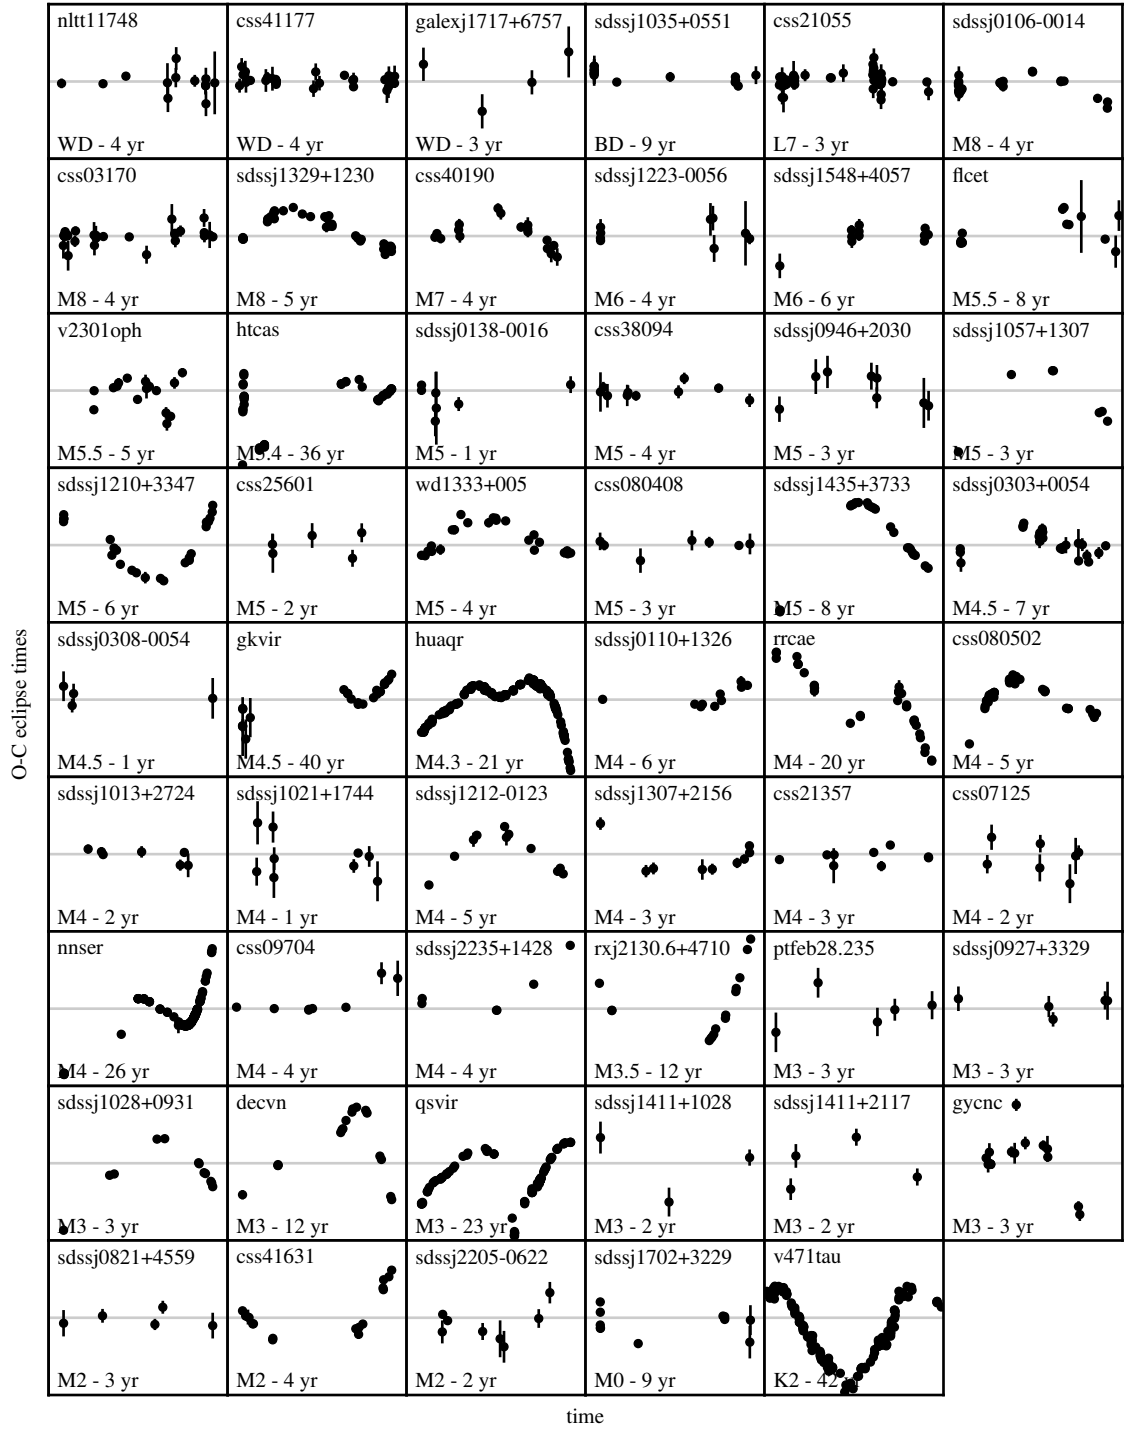 nltt11748
css41177
galexj1717+6757
sdssj1035+0551
css21055
sdssj0106-0014
WD - 4 yr
WD - 4 yr
WD - 3 yr
BD - 9 yr
L7 - 3 yr
M8 - 4 yr
css03170
sdssj1329+1230
css40190
sdssj1223-0056
sdssj1548+4057
flcet
M8 - 4 yr
M8 - 5 yr
M7 - 4 yr
M6 - 4 yr
M6 - 6 yr
M5.5 - 8 yr
v2301oph
htcas
sdssj0138-0016
css38094
sdssj0946+2030
sdssj1057+1307
M5.5 - 5 yr
M5.4 - 36 yr
M5 - 1 yr
M5 - 4 yr
M5 - 3 yr
M5 - 3 yr
sdssj1210+3347
css25601
wd1333+005
css080408
sdssj1435+3733
sdssj0303+0054
M5 - 6 yr
M5 - 2 yr
M5 - 4 yr
M5 - 3 yr
M5 - 8 yr
M4.5 - 7 yr
sdssj0308-0054
gkvir
huaqr
sdssj0110+1326
rrcae
css080502
M4.5 - 1 yr
M4.5 - 40 yr
M4.3 - 21 yr
M4 - 6 yr
M4 - 20 yr
M4 - 5 yr
O-C eclipse times
sdssj1013+2724
sdssj1021+1744
sdssj1212-0123
sdssj1307+2156
css21357
css07125
M4 - 2 yr
M4 - 1 yr
M4 - 5 yr
M4 - 3 yr
M4 - 3 yr
M4 - 2 yr
nnser
css09704
sdssj2235+1428
rxj2130.6+4710
ptfeb28.235
sdssj0927+3329
M4 - 26 yr
M4 - 4 yr
M4 - 4 yr
M3.5 - 12 yr
M3 - 3 yr
M3 - 3 yr
sdssj1028+0931
decvn
qsvir
sdssj1411+1028
sdssj1411+2117
gycnc
M3 - 3 yr
M3 - 12 yr
M3 - 23 yr
M3 - 2 yr
M3 - 2 yr
M3 - 3 yr
sdssj0821+4559
css41631
sdssj2205-0622
sdssj1702+3229
v471tau
M2 - 3 yr
M2 - 4 yr
M2 - 2 yr
M0 - 9 yr
K2 - 42 yr
time